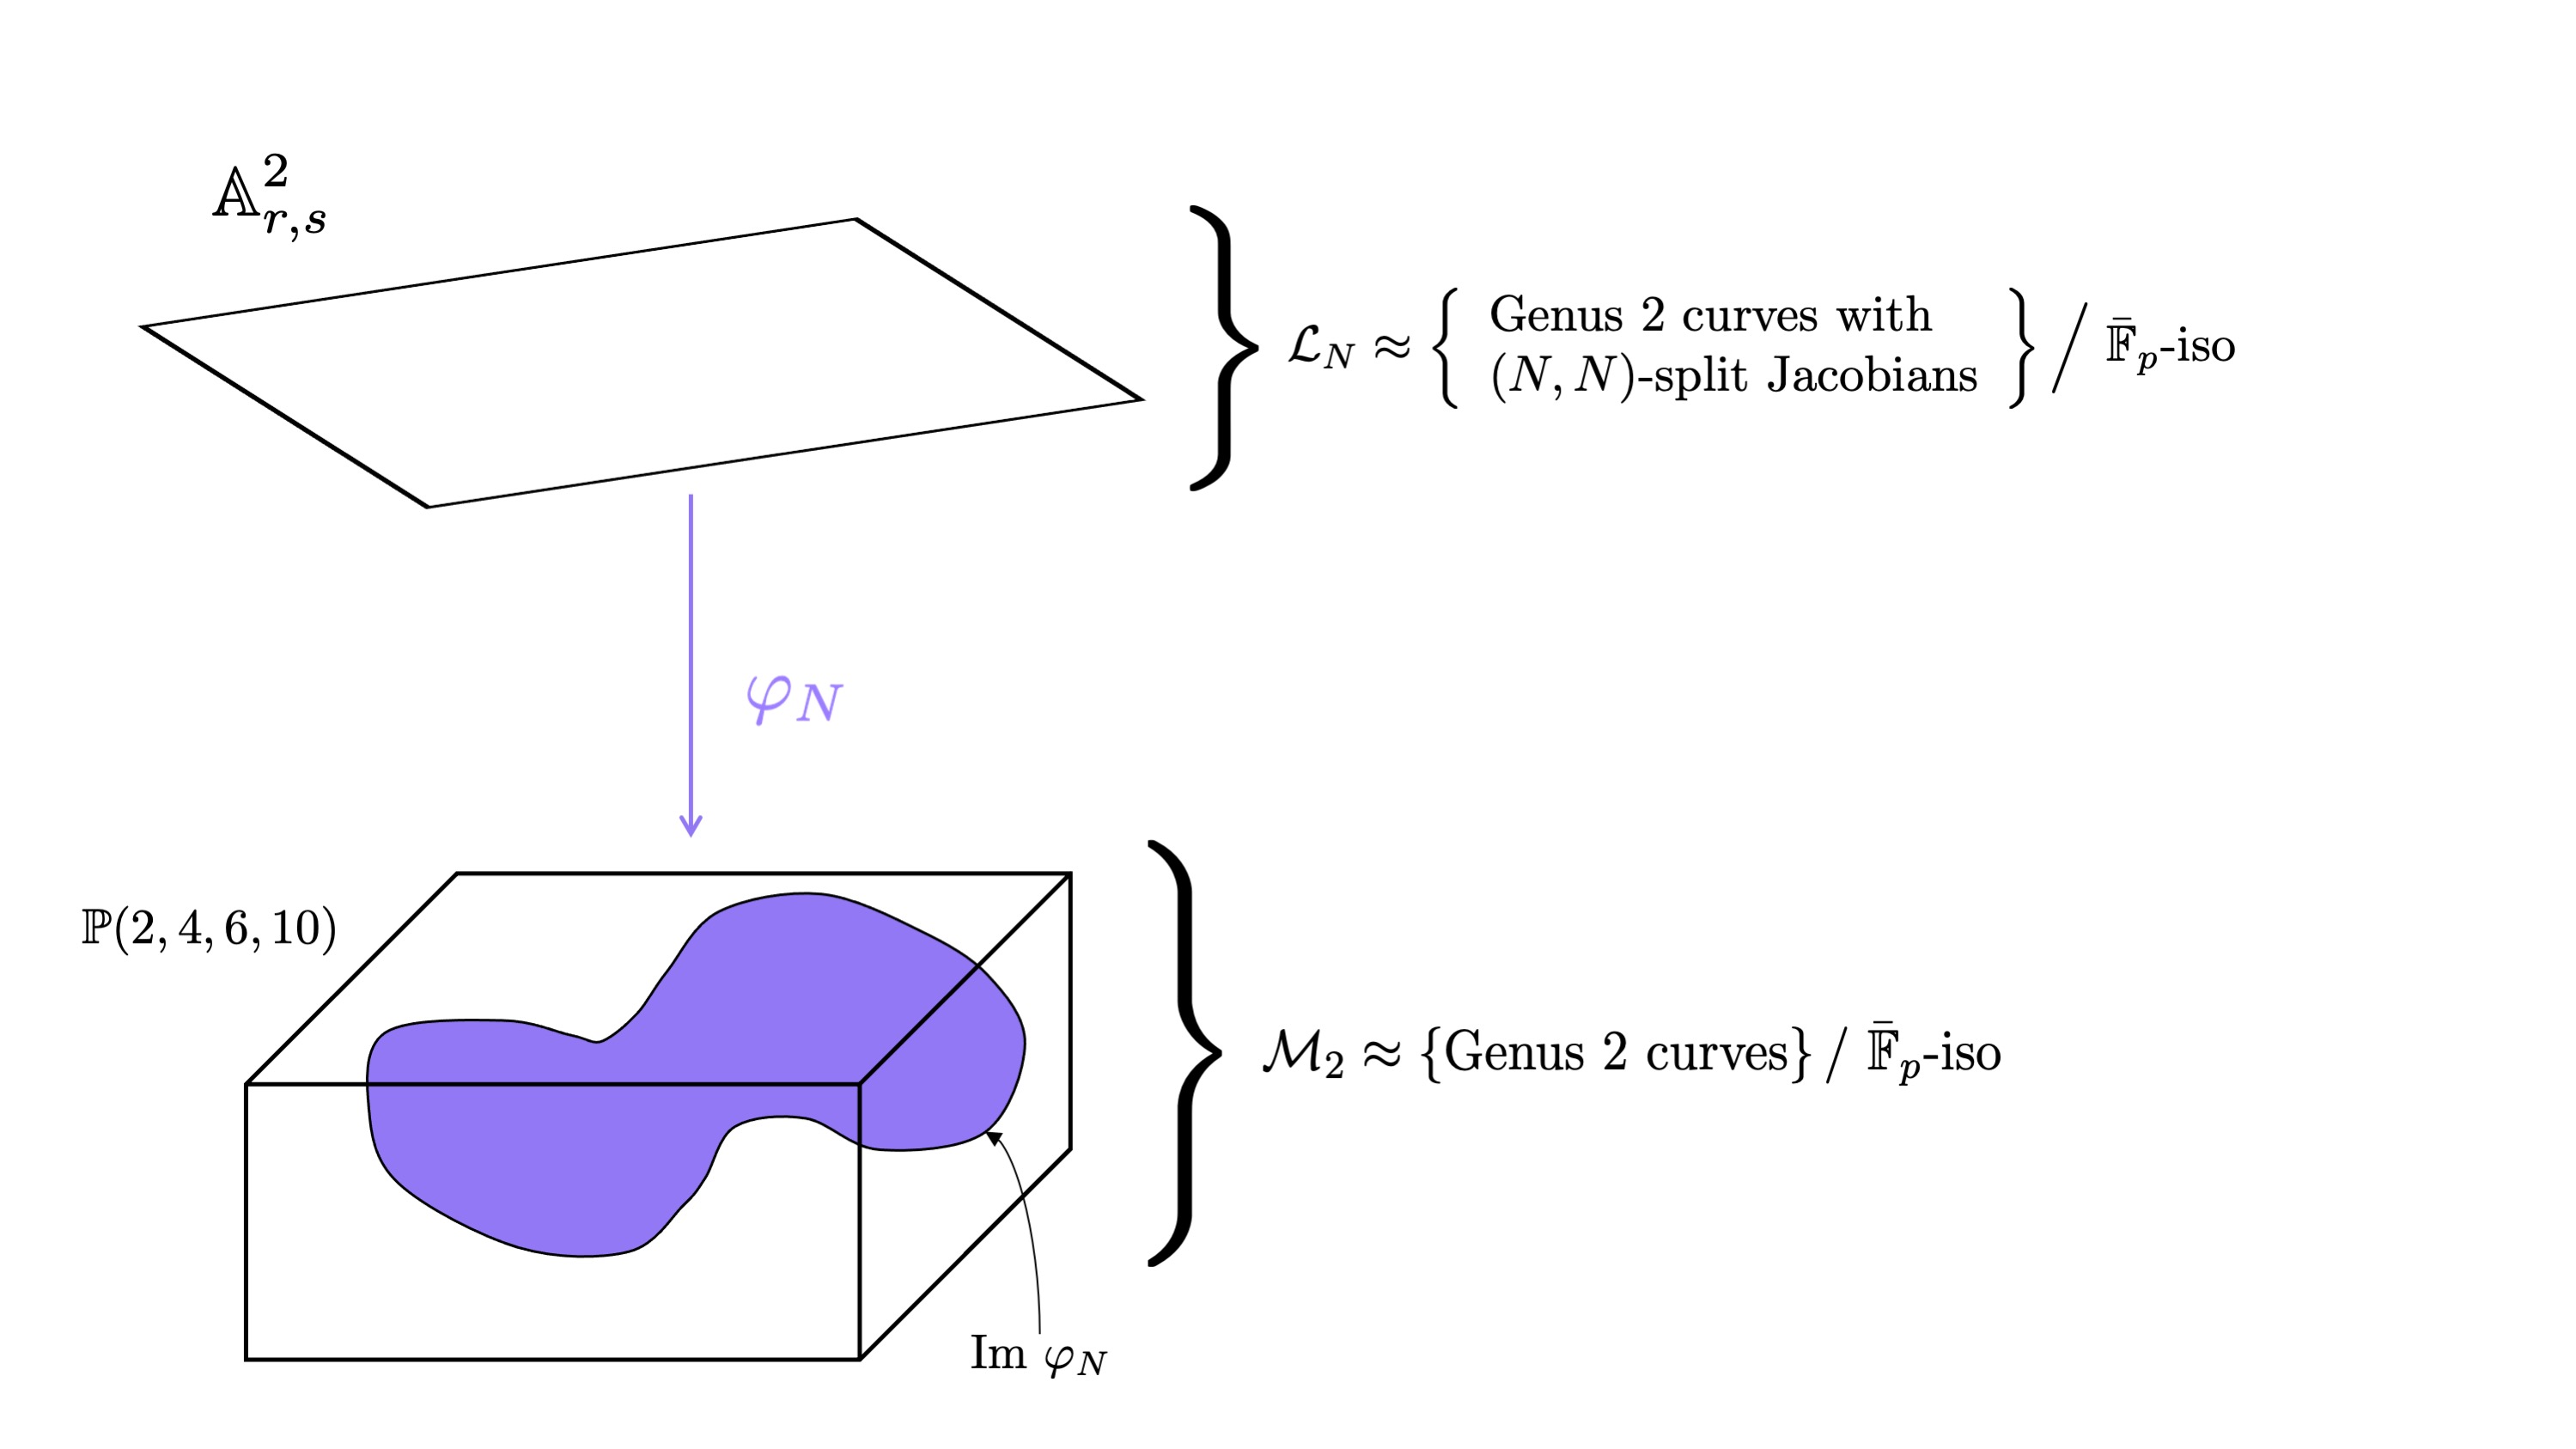 𝔸²_{r,s}
ℒ_N ≈ { Genus 2 curves with
(N, N)-split Jacobians } / 𝔽̄_p-iso
φ_N
ℙ(2, 4, 6, 10)
ℳ₂ ≈ {Genus 2 curves} / 𝔽̄_p-iso
Im φ_N